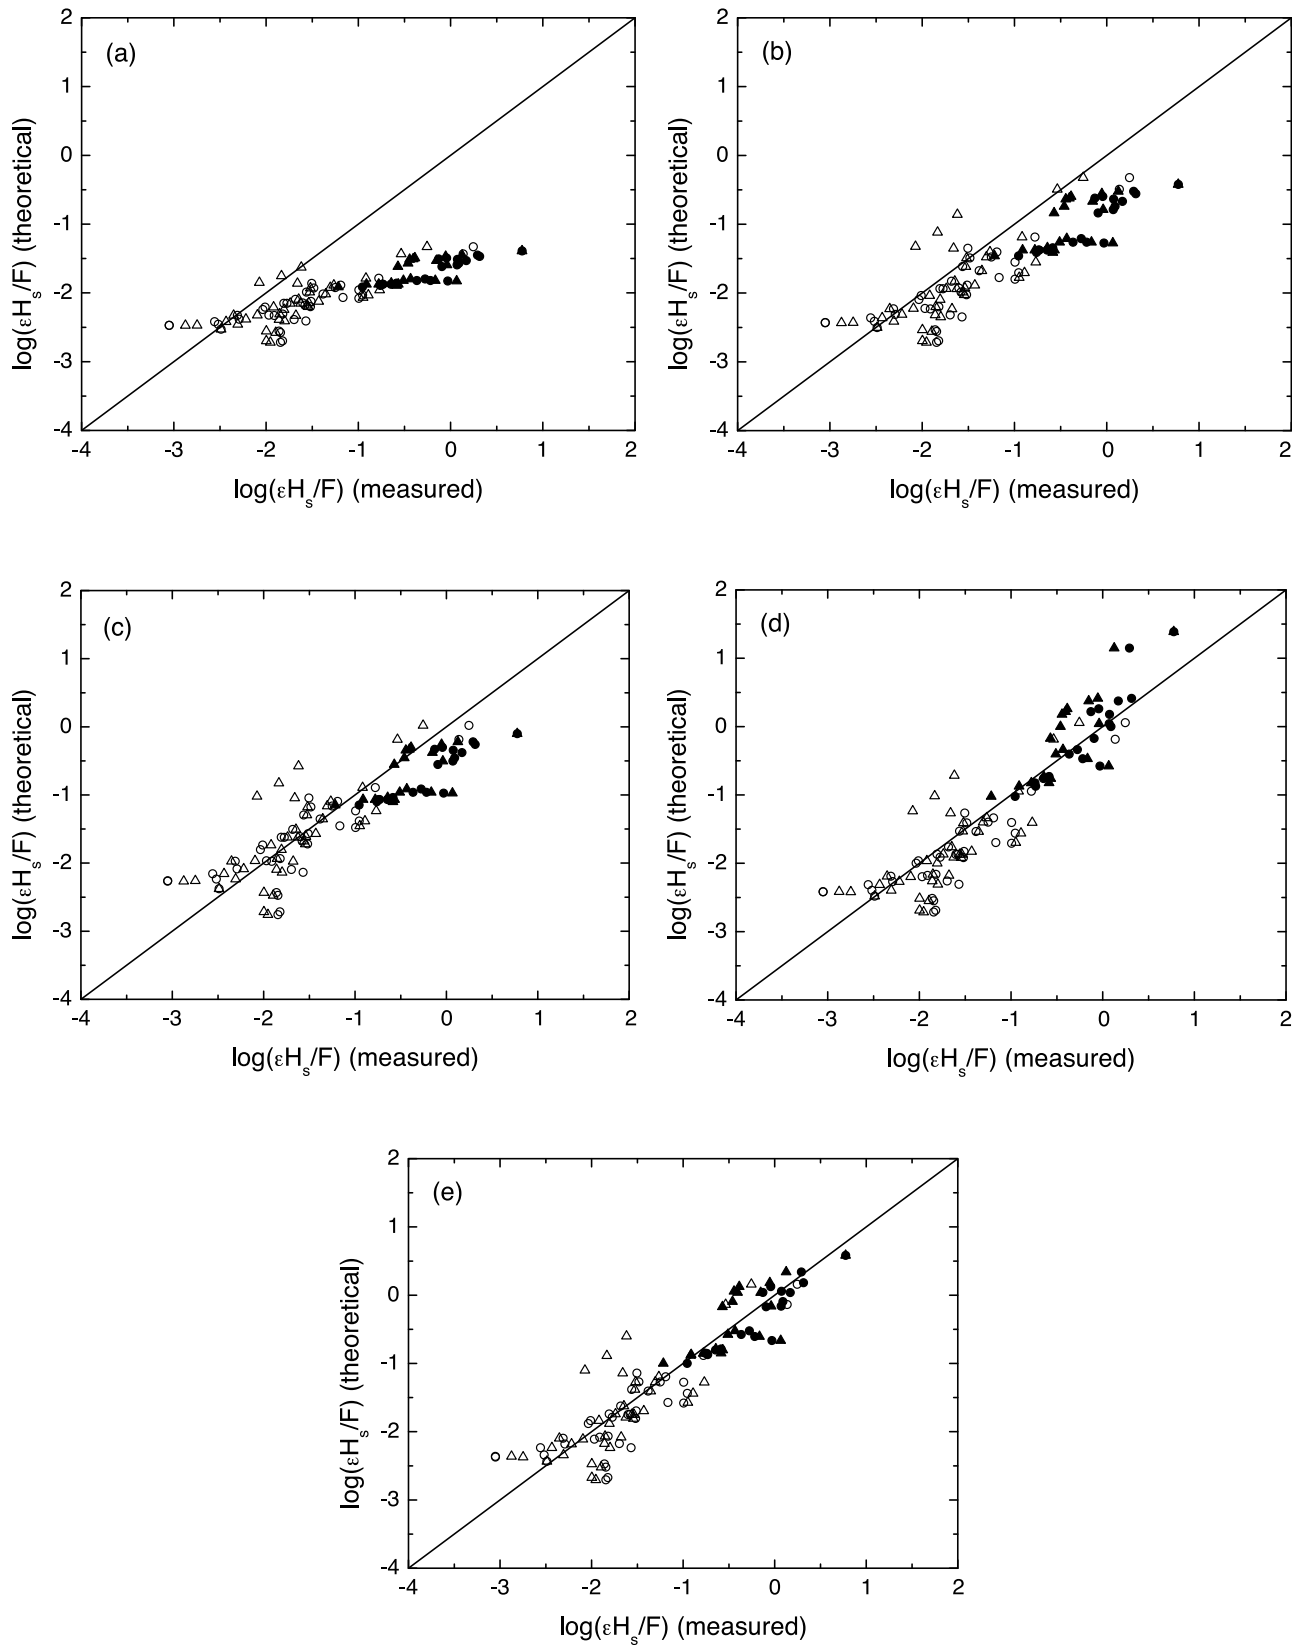 (a)
2
1
0
-1
-2
-3
-4
log(εHs/F) (theoretical)
-4 -3 -2 -1 0 1 2
log(εHs/F) (measured)
(b)
2
1
0
-1
-2
-3
-4
log(εHs/F) (theoretical)
-4 -3 -2 -1 0 1 2
log(εHs/F) (measured)
(c)
2
1
0
-1
-2
-3
-4
log(εHs/F) (theoretical)
-4 -3 -2 -1 0 1 2
log(εHs/F) (measured)
(d)
2
1
0
-1
-2
-3
-4
log(εHs/F) (theoretical)
-4 -3 -2 -1 0 1 2
log(εHs/F) (measured)
(e)
2
1
0
-1
-2
-3
-4
log(εHs/F) (theoretical)
-4 -3 -2 -1 0 1 2
log(εHs/F) (measured)